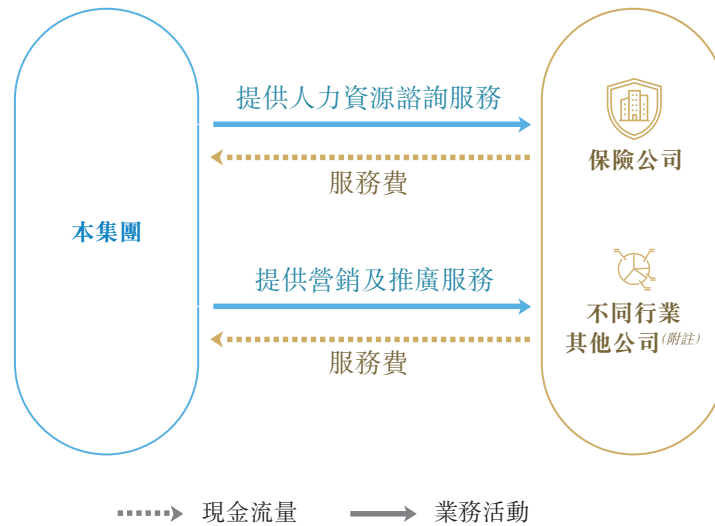 提供人力資源諮詢服務
服務費
保險公司
本集團
提供營銷及推廣服務
服務費
不同行業
其他公司(附註)
現金流量
業務活動